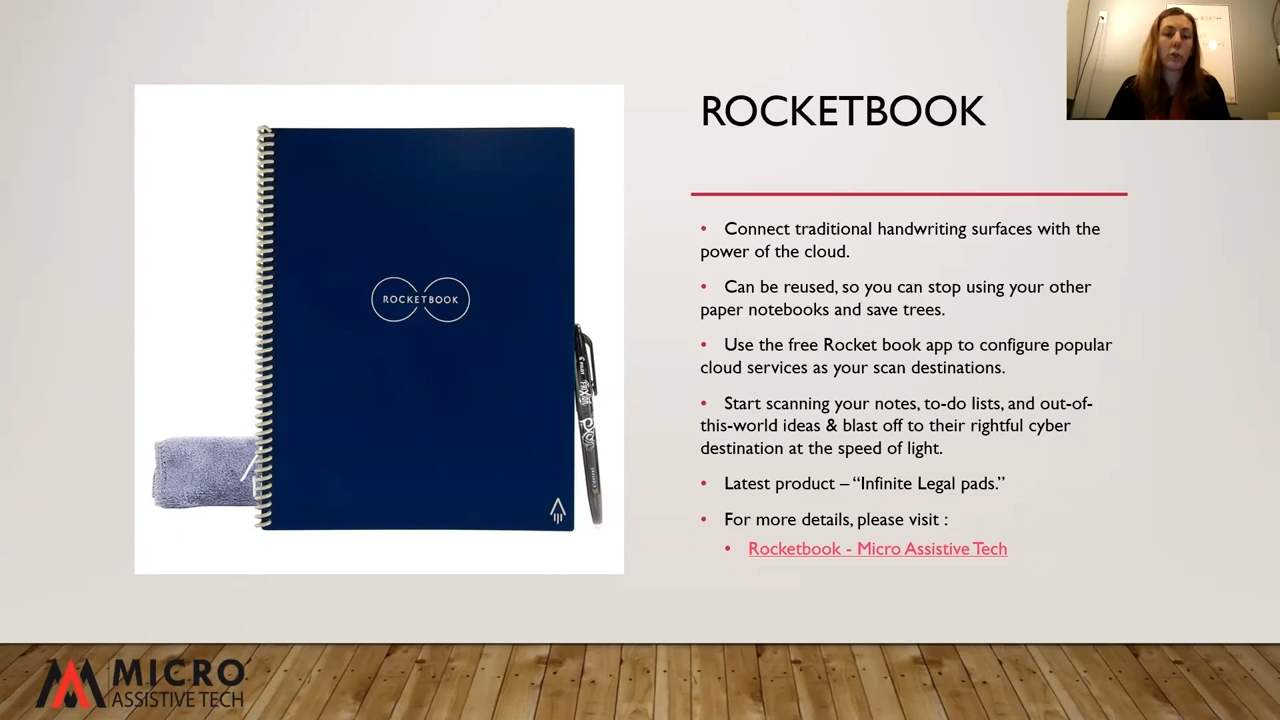 ROCKETBOOK
ROCKETBOOK
PILOT
FRIXION
• Connect traditional handwriting surfaces with the
power of the cloud.
• Can be reused, so you can stop using your other
paper notebooks and save trees.
• Use the free Rocket book app to configure popular
cloud services as your scan destinations.
• Start scanning your notes, to-do lists, and out-of-
this-world ideas & blast off to their rightful cyber
destination at the speed of light.
• Latest product – “Infinite Legal pads.”
• For more details, please visit :
• Rocketbook - Micro Assistive Tech
MICRO
ASSISTIVE TECH